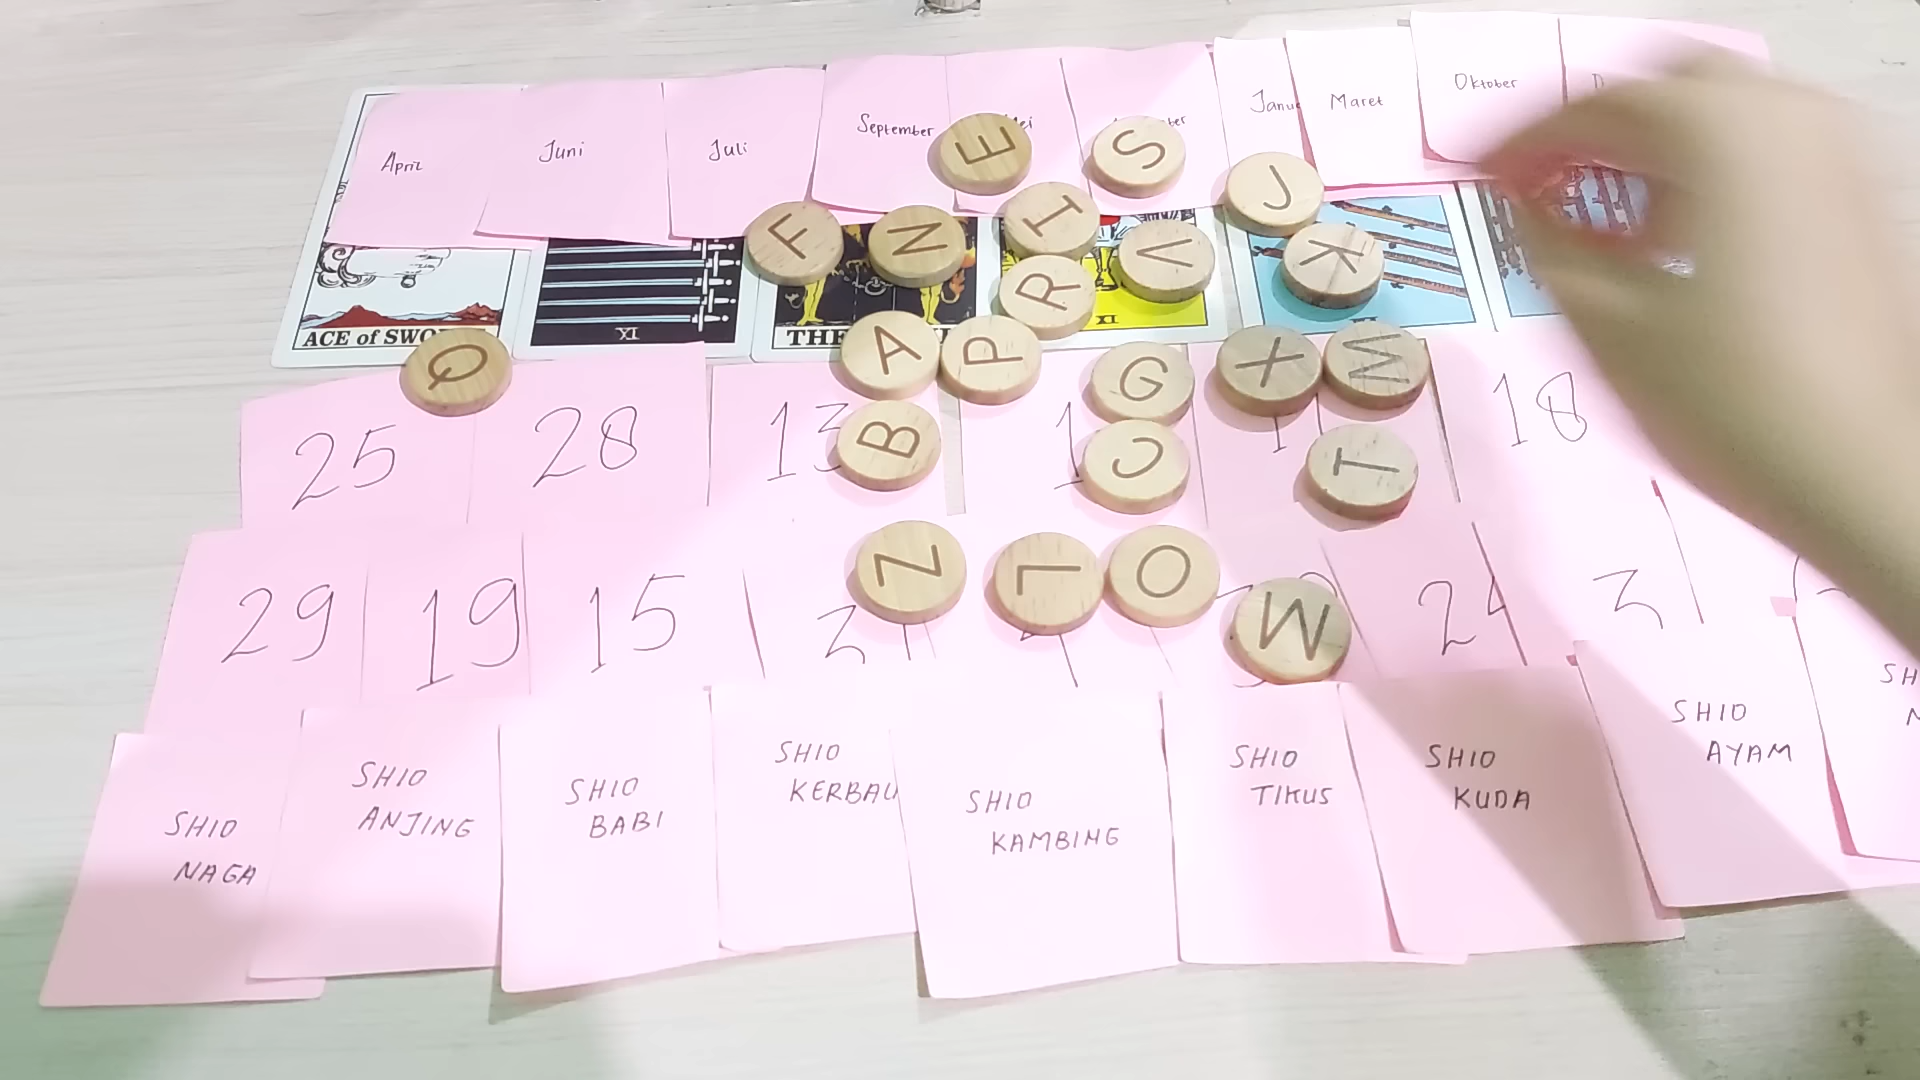 April
Juni
Juli
September
Maret
Oktober
E
S
J
F
N
I
V
K
R
ACE of
XI
THE
XI
Q
A
P
G
X
M
B
C
T
25
28
18
Z
L
O
29
19
15
24
SHIO
NAGA
SHIO
ANJING
SHIO
BABI
SHIO
KERBAU
SHIO
KAMBING
SHIO
TIKUS
SHIO
KUDA
SHIO
AYAM